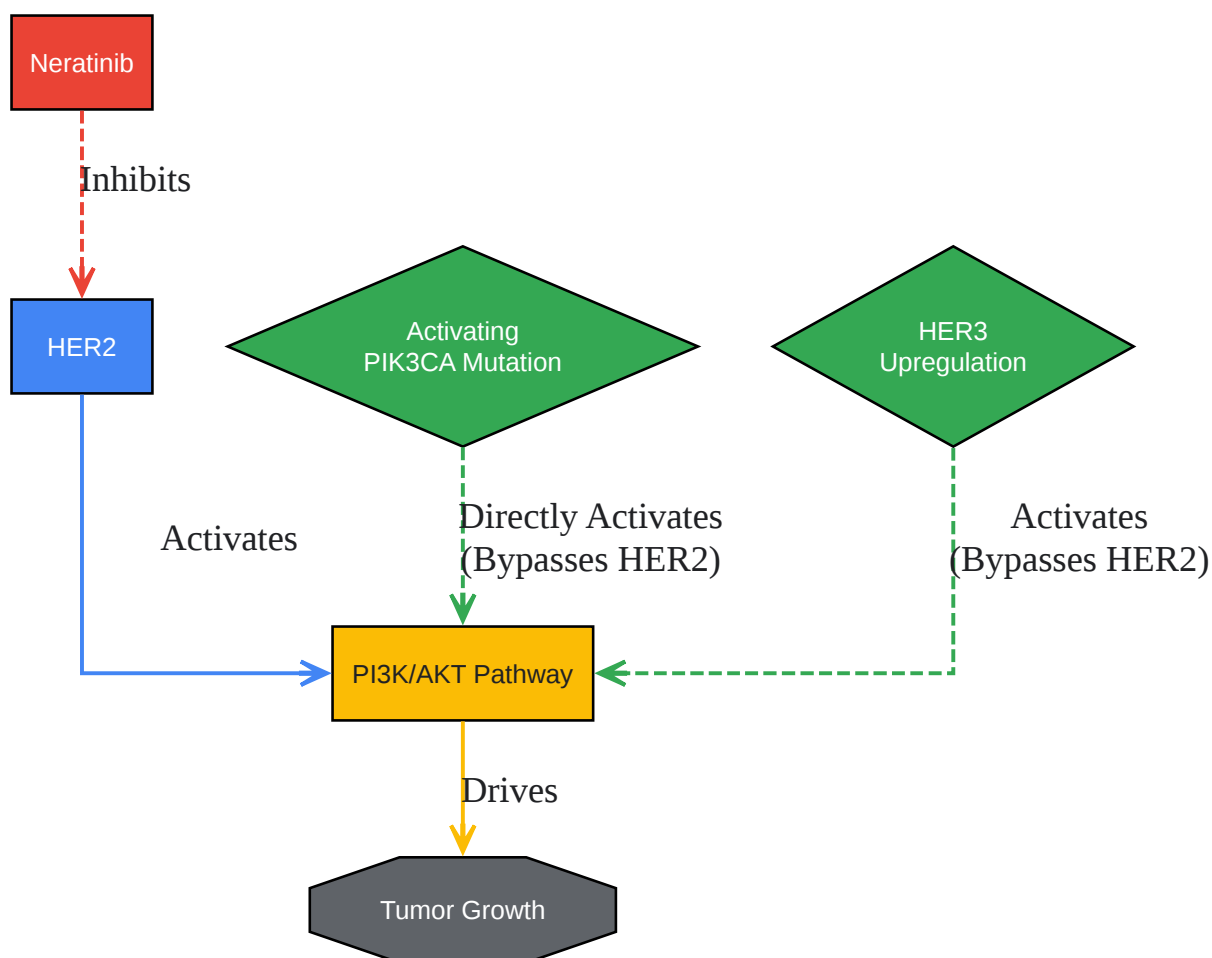 Neratinib
Inhibits
HER2
Activating
PIK3CA Mutation
HER3
Upregulation
Activates
Directly Activates
(Bypasses HER2)
Activates
(Bypasses HER2)
PI3K/AKT Pathway
Drives
Tumor Growth